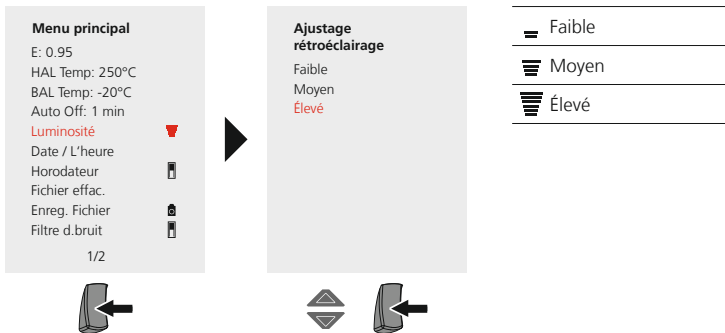 Menu principal
E: 0.95
HAL Temp: 250°C
BAL Temp: -20°C
Auto Off: 1 min
Luminosité
Date / L'heure
Horodateur
Fichier effac.
Enreg. Fichier
Filtre d.bruit
1/2
Ajustage
rétroéclairage
Faible
Moyen
Élevé
Faible
Moyen
Élevé